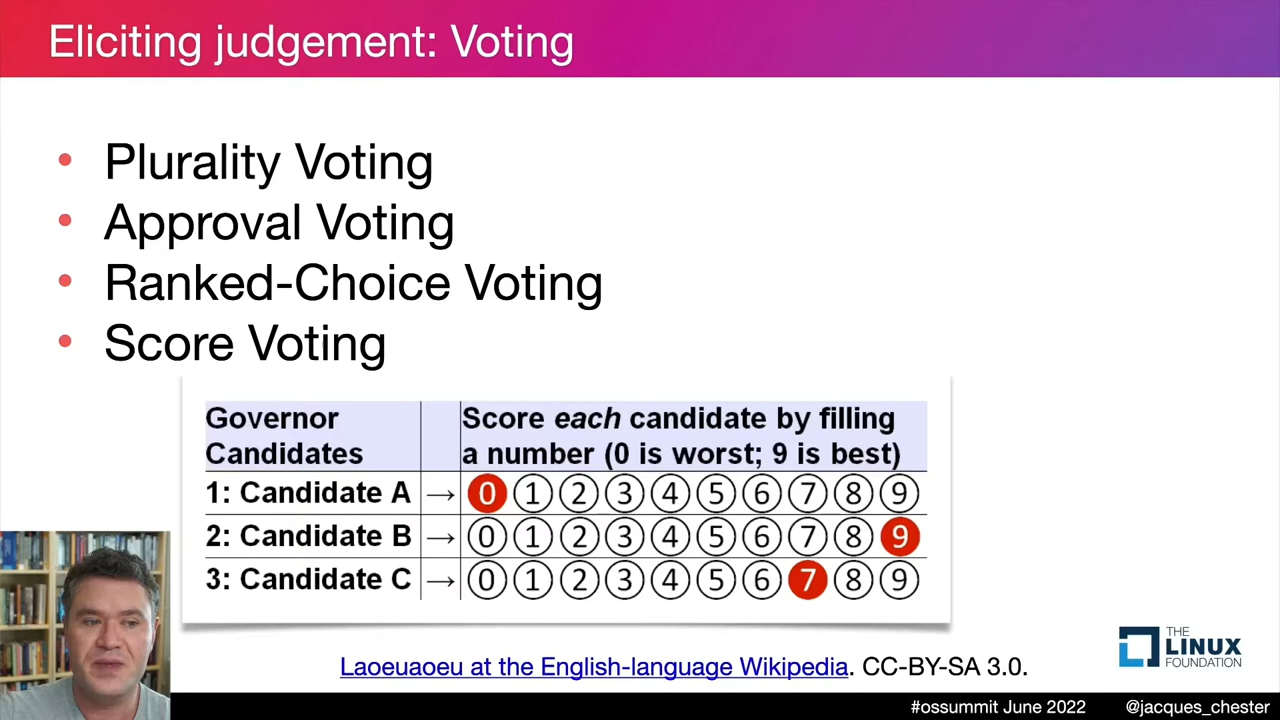 Eliciting judgement: Voting
• Plurality Voting
• Approval Voting
• Ranked-Choice Voting
• Score Voting
Governor Candidates
Score each candidate by filling a number (0 is worst; 9 is best)
1: Candidate A → 0 1 2 3 4 5 6 7 8 9
2: Candidate B → 0 1 2 3 4 5 6 7 8 9
3: Candidate C → 0 1 2 3 4 5 6 7 8 9
Laoeuaoeu at the English-language Wikipedia. CC-BY-SA 3.0.
THE
LINUX
FOUNDATION
#ossummit June 2022 @jacques_chester